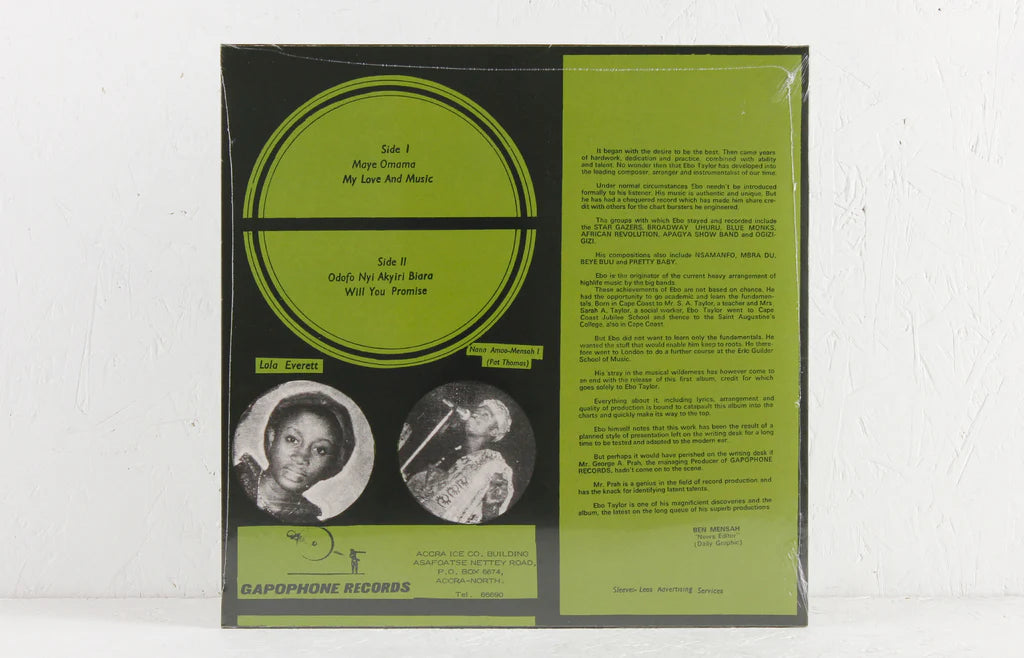 Side I
Maye Omama
My Love And Music
Side II
Odofo Nyi Akyiri Biara
Will You Promise
Lola Everett
Nana Amoo-Mensah I
(Pat Thomas)
GAPOPHONE RECORDS
ACCRA ICE CO. BUILDING
ASAFOATSE NETTEY ROAD,
P.O. BOX 6674,
ACCRA-NORTH.
Tel. 66690
It began with the desire to be the best. Then came years
of hardwork, dedication and practice, combined with ability
and talent. No wonder then that Ebo Taylor has developed into
the leading composer, arranger and instrumentalist of our time.
Under normal circumstances Ebo needn't be introduced
formally to his listener. His music is authentic and unique. But
he has had a chequered record which has made him share cre-
dit with others for the chart bursters he engineered.
The groups with which Ebo stayed and recorded include
the STAR GAZERS, BROADWAY UHURU, BLUE MONKS,
AFRICAN REVOLUTION, APAGYA SHOW BAND and OGIZI-
GIZI.
His compositions also include NSAMANFO, MBRA DU,
BEYE BUU and PRETTY BABY.
Ebo is the originator of the current heavy arrangement of
highlife music by the big bands.
These achievements of Ebo are not based on chance. He
had the opportunity to go academic and learn the fundamen-
tals. Born in Cape Coast to Mr. S. A. Taylor, a teacher and Mrs.
Sarah A. Taylor, a social worker, Ebo Taylor went to Cape
Coast Jubilee School and thence to the Saint Augustine's
College, also in Cape Coast.
But Ebo did not want to learn only the fundamentals. He
wanted the stuff that would enable him keep to roots. He there-
fore went to London to do a further course at the Eric Guilder
School of Music.
His stray in the musical wilderness has however come to
an end with the release of this first album, credit for which
goes solely to Ebo Taylor.
Everything about it, including lyrics, arrangement and
quality of production is bound to catapault this album into the
charts and quickly make its way to the top.
Ebo himself notes that this work has been the result of a
planned style of presentation left on the writing desk for a long
time to be tested and adapted to the modern ear.
But perhaps it would have perished on the writing desk if
Mr. George A. Prah, the managing Producer of GAPOPHONE
RECORDS, hadn't come on to the scene.
Mr. Prah is a genius in the field of record production and
has the knack for identifying latent talents.
Ebo Taylor is one of his magnificient discoveries and the
album, the latest on the long queue of his superb productions.
BEN MENSAH
"News Editor"
(Daily Graphic)
Sleeve:- Lees Advertising Services